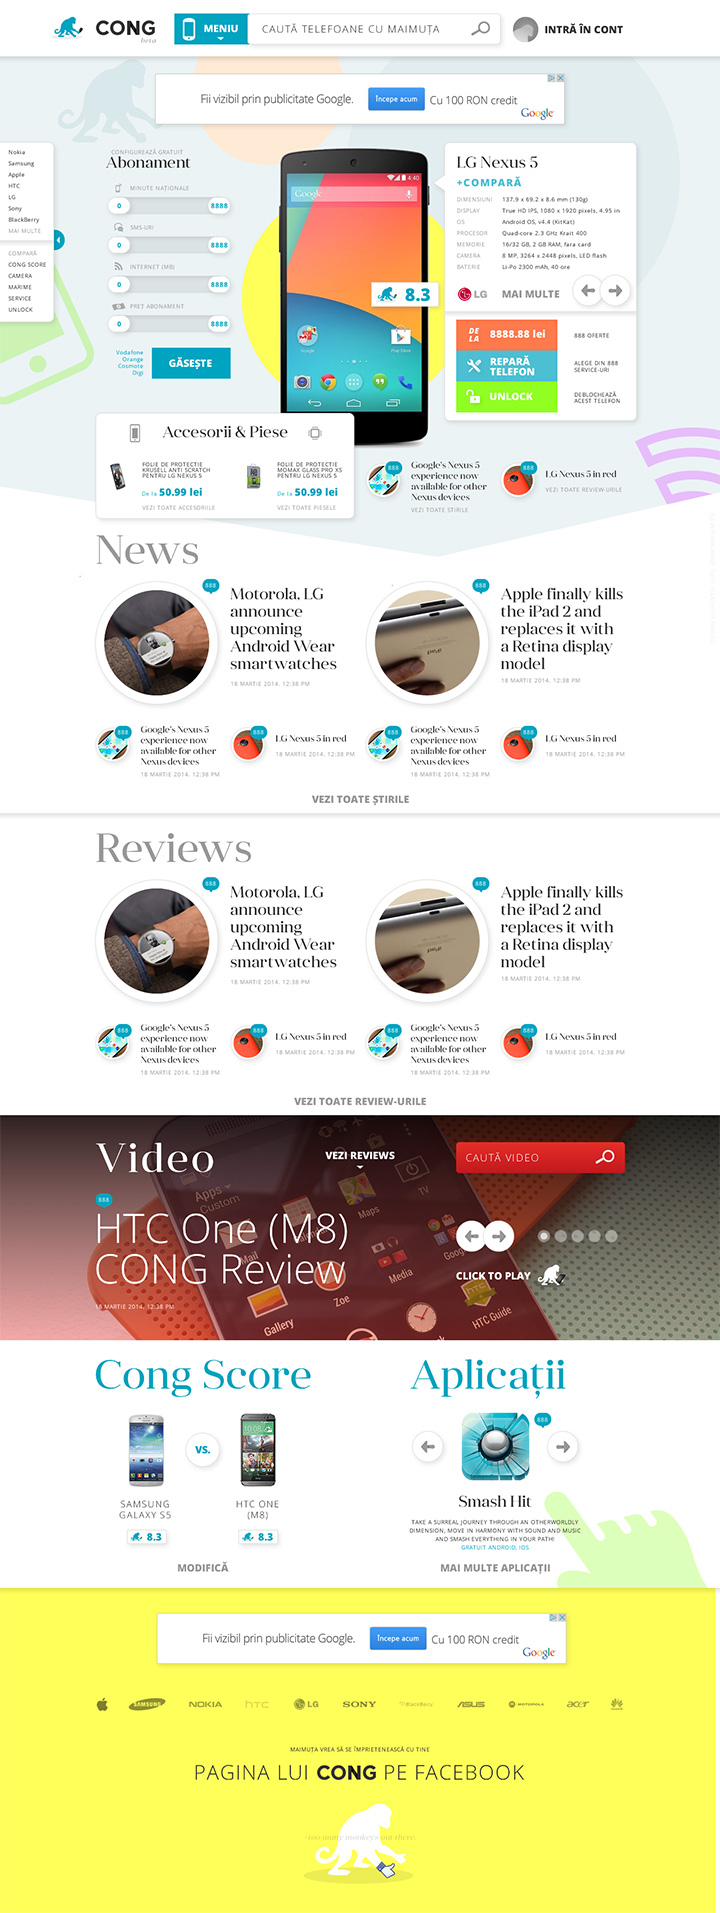 CONG
beta
MENIU
CAUTĂ TELEFOANE CU MAIMUȚA
INTRĂ ÎN CONT
Fii vizibil prin publicitate Google.
Începe acum
Cu 100 RON credit
Google
Nokia
Samsung
Apple
HTC
LG
Sony
BlackBerry
MAI MULTE
COMPARĂ
CONG SCORE
CAMERA
MARIME
SERVICE
UNLOCK
CONFIGUREAZĂ GRATUIT
Abonament
MINUTE NAȚIONALE
0 8888
SMS-URI
0 8888
INTERNET (MB)
0 8888
PREȚ ABONAMENT
0 888
Vodafone
Orange
Cosmote
Digi
GĂSEȘTE
4:40
Google
Google
Play Store
8.3
LG Nexus 5
+COMPARĂ
DIMENSIUNI 137.9 x 69.2 x 8.6 mm (130g)
DISPLAY True HD IPS, 1080 x 1920 pixels, 4.95 in
OS Android OS, v4.4 (KitKat)
PROCESOR Quad-core 2.3 GHz Krait 400
MEMORIE 16/32 GB, 2 GB RAM, fara card
CAMERA 8 MP, 3264 x 2448 pixels, LED flash
BATERIE Li-Po 2300 mAh, 40 ore
LG
MAI MULTE
DE LA 8888.88 lei
888 OFERTE
REPARĂ
TELEFON
ALEGE DIN 888
SERVICE-URI
UNLOCK
DEBLOCHEAZĂ
ACEST TELEFON
Accesorii & Piese
FOLIE DE PROTECTIE
KRUSELL ANTI SCRATCH
PENTRU LG NEXUS 5
De la 50.99 lei
VEZI TOATE ACCESORIILE
FOLIE DE PROTECTIE
MOMAX GLASS PRO XS
PENTRU LG NEXUS 5
De la 50.99 lei
VEZI TOATE PIESELE
888
Google's Nexus 5
experience now
available for other
Nexus devices
VEZI TOATE STIRILE
888
LG Nexus 5 in red
VEZI TOATE REVIEW-URILE
News
888
Motorola, LG
announce
upcoming
Android Wear
smartwatches
18 MARTIE 2014, 12:38 PM
888
Apple finally kills
the iPad 2 and
replaces it with
a Retina display
model
18 MARTIE 2014, 12:38 PM
888
Google's Nexus 5
experience now
available for other
Nexus devices
18 MARTIE 2014, 12:38 PM
888
LG Nexus 5 in red
18 MARTIE 2014, 12:38 PM
888
Google's Nexus 5
experience now
available for other
Nexus devices
18 MARTIE 2014, 12:38 PM
888
LG Nexus 5 in red
18 MARTIE 2014, 12:38 PM
VEZI TOATE ȘTIRILE
Reviews
888
Motorola, LG
announce
upcoming
Android Wear
smartwatches
18 MARTIE 2014, 12:38 PM
888
Apple finally kills
the iPad 2 and
replaces it with
a Retina display
model
18 MARTIE 2014, 12:38 PM
888
Google's Nexus 5
experience now
available for other
Nexus devices
18 MARTIE 2014, 12:38 PM
888
LG Nexus 5 in red
18 MARTIE 2014, 12:38 PM
888
Google's Nexus 5
experience now
available for other
Nexus devices
18 MARTIE 2014, 12:38 PM
888
LG Nexus 5 in red
18 MARTIE 2014, 12:38 PM
VEZI TOATE REVIEW-URILE
Video
VEZI REVIEWS
CAUTĂ VIDEO
888
HTC One (M8)
CONG Review
18 MARTIE 2014, 12:38 PM
CLICK TO PLAY
Apps
Custom
Mail
Maps
TV
Media
Goog
Gallery
Zoe
HTC Guide
Cong Score
VS.
SAMSUNG
GALAXY S5
8.3
HTC ONE
(M8)
8.3
MODIFICĂ
Aplicații
888
Smash Hit
TAKE A SURREAL JOURNEY THROUGH AN OTHERWORLDLY
DIMENSION, MOVE IN HARMONY WITH SOUND AND MUSIC
AND SMASH EVERYTHING IN YOUR PATH!
GRATUIT ANDROID, IOS
MAI MULTE APLICAȚII
Fii vizibil prin publicitate Google.
Începe acum
Cu 100 RON credit
Google
SAMSUNG
NOKIA
hTC
LG
SONY
BlackBerry
ASUS
MOTOROLA
acer
MAIMUȚA VREA SĂ SE ÎMPRIETENEASCĂ CU TINE
PAGINA LUI CONG PE FACEBOOK
too many monkeys out there.